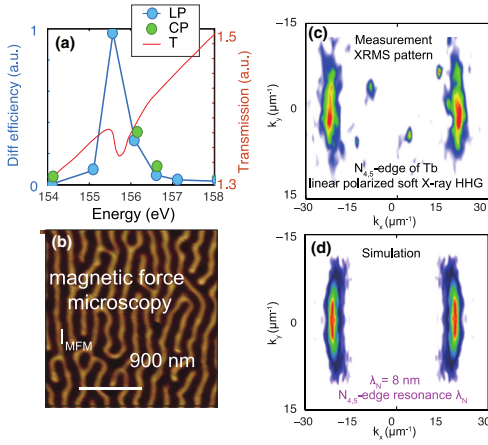 (a)
LP
CP
T
Diff efficiency (a.u.)
1
0
Transmission (a.u.)
1.5
1.3
154 155 156 157 158
Energy (eV)
(b)
magnetic force
microscopy
I_MFM
900 nm
(c)
Measurement
XRMS pattern
k_y (µm⁻¹)
15
0
-15
N_4,5-edge of Tb
linear polarized soft X-ray HHG
-30 -15 0 15 30
k_x (µm⁻¹)
(d)
Simulation
k_y (µm⁻¹)
15
0
-15
λ_N= 8 nm
N_4,5-edge resonance λ_N
-30 -15 0 15 30
k_x (µm⁻¹)